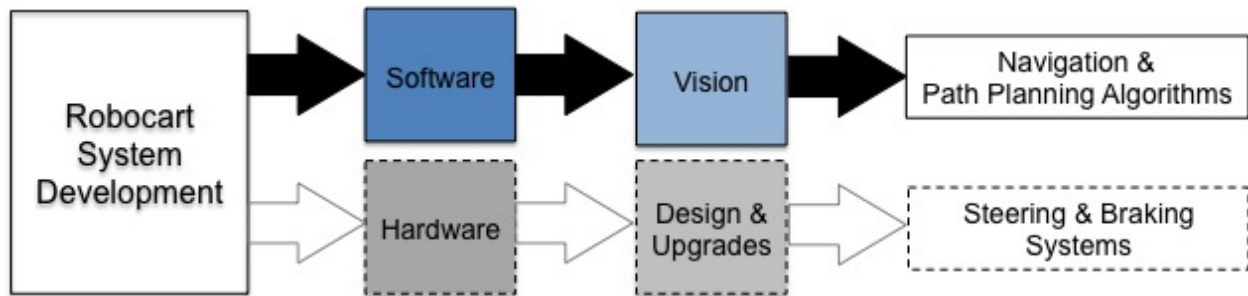 Robocart
System
Development
Software
Vision
Navigation &
Path Planning Algorithms
Hardware
Design &
Upgrades
Steering & Braking
Systems